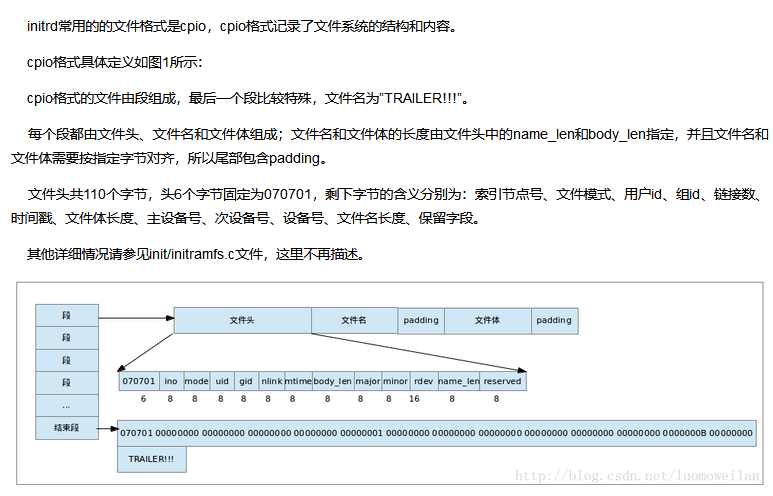 initrd常用的的文件格式是cpio，cpio格式记录了文件系统的结构和内容。
cpio格式具体定义如图1所示：
cpio格式的文件由段组成，最后一个段比较特殊，文件名为"TRAILER!!!"。
每个段都由文件头、文件名和文件体组成；文件名和文件体的长度由文件头中的name_len和body_len指定，并且文件名和
文件体需要按指定字节对齐，所以尾部包含padding。
文件头共110个字节，头6个字节固定为070701，剩下字节的含义分别为：索引节点号、文件模式、用户id、组id、链接数、
时间戳、文件体长度、主设备号、次设备号、设备号、文件名长度、保留字段。
其他详细情况请参见init/initramfs.c文件，这里不再描述。
段 文件头 文件名 padding 文件体 padding
段
段
段 070701 ino mode uid gid nlink mtime body_len major minor rdev name_len reserved
... 6 8 8 8 8 8 8 8 8 8 16 8 8
结束段 070701 00000000 00000000 00000000 00000000 00000001 00000000 00000000 00000000 00000000 00000000 00000000 0000000B 00000000
TRAILER!!!
http://blog.csdn.net/luomoweilan